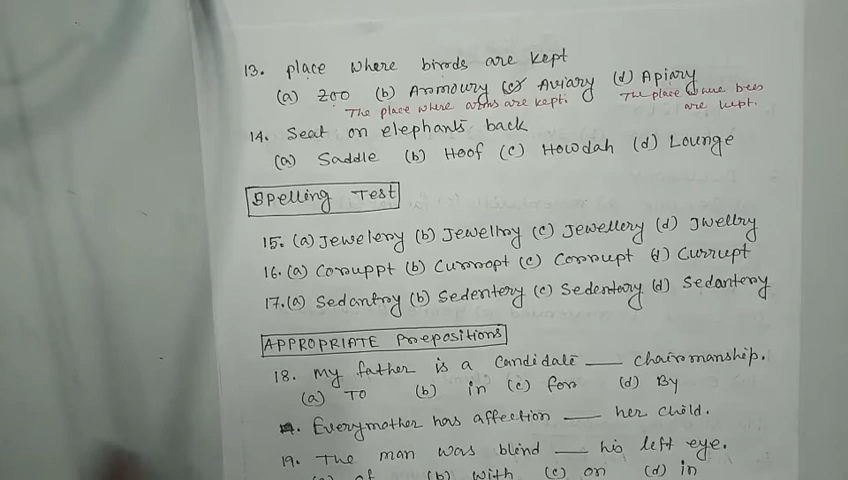 13. place where birds are kept
(a) Zoo (b) Armoury (c) Aviary (d) Apiary
The place where arms are kept. The place where bees are kept.
14. Seat on elephant's back
(a) Saddle (b) Hoof (c) Howdah (d) Lounge
Spelling Test
15. (a) Jewelery (b) Jewelry (c) Jewellery (d) Jwellry
16. (a) Corruppt (b) Currropt (c) Corrupt (d) Currupt
17. (a) Sedantry (b) Sedentery (c) Sedentary (d) Sedantery
APPROPRIATE Prepositions
18. My father is a candidate ___ chairmanship.
(a) To (b) in (c) for (d) By
Every mother has affection ___ her child.
19. The man was blind ___ his left eye.
(a) of (b) with (c) on (d) in